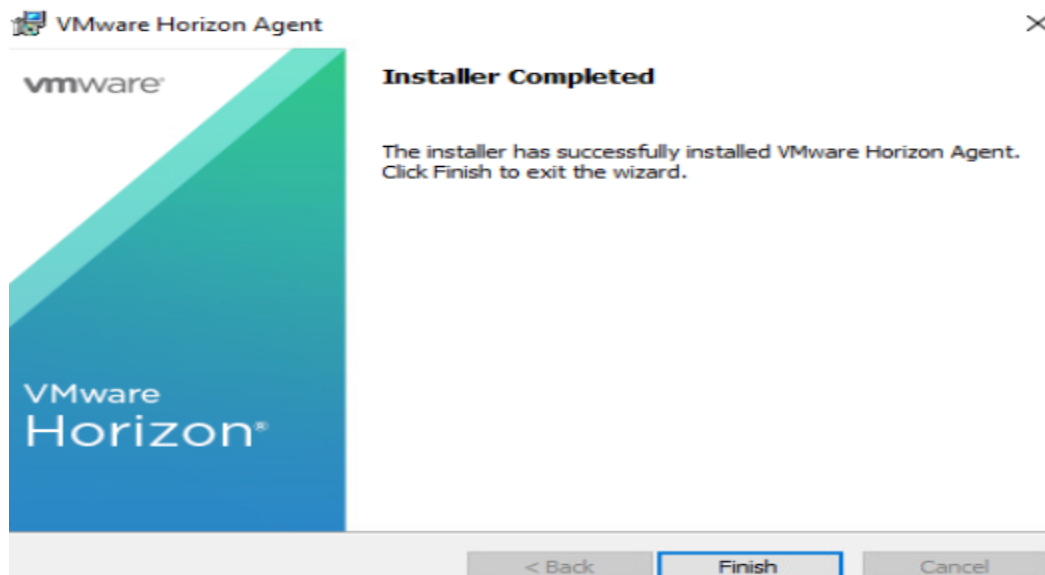 VMware Horizon Agent
vmware®
Installer Completed
The installer has successfully installed VMware Horizon Agent.
Click Finish to exit the wizard.
VMware
Horizon®
< Back
Finish
Cancel